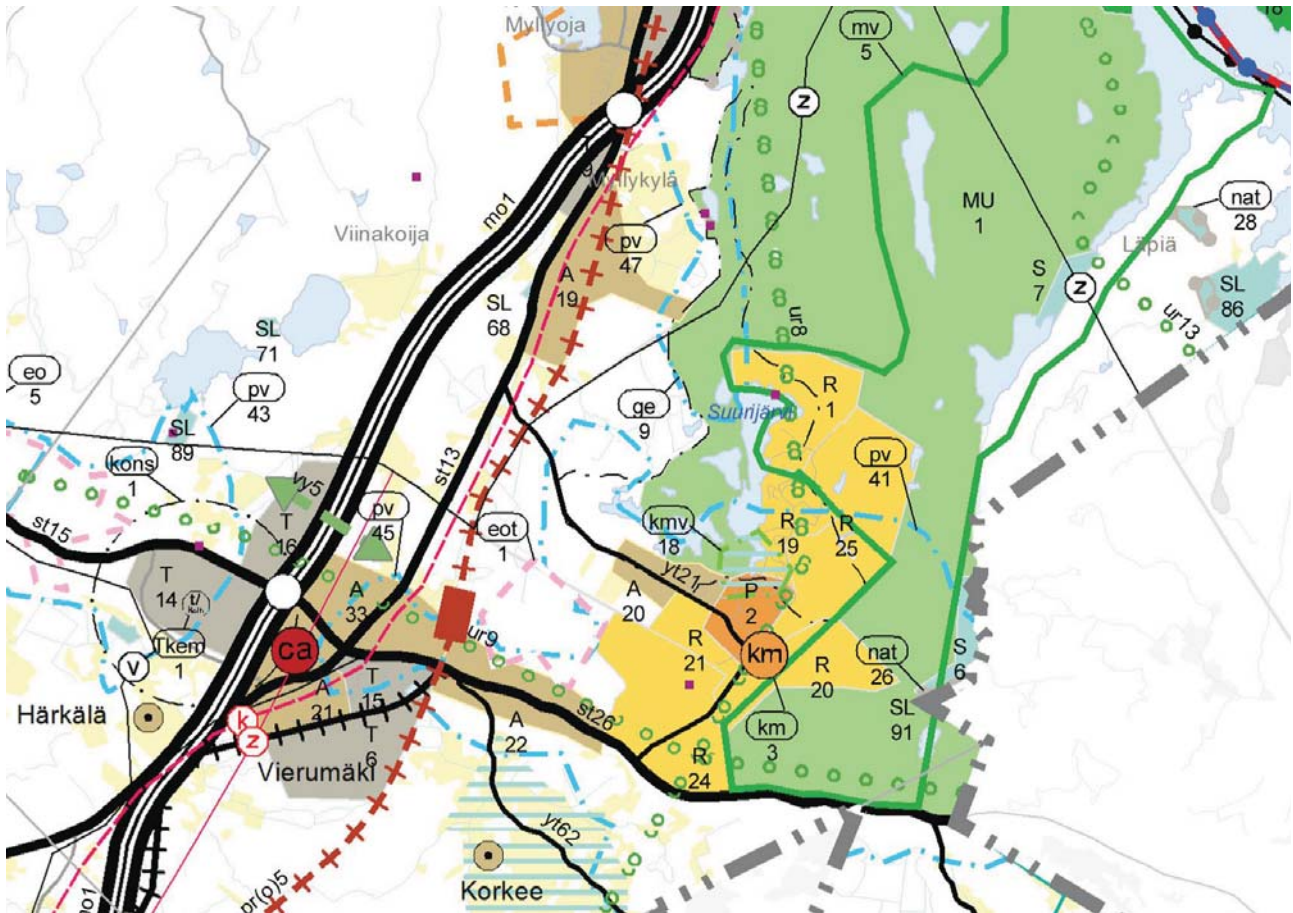 Myllyoja
18
mv
5
z
9
Myllykylä
mo1
Viinakoija
pv
47
MU
1
nat
28
Läpiä
S
7
z
SL
86
ur13
A
19
SL
68
ur8
SL
71
eo
5
pv
43
R
1
ge
9
Suurijärvi
SL
89
kons
1
st13
vy5
pv
41
st15
pv
45
eot
1
kmv
18
T
16
R
19
R
25
yt21
T
14
t/
A
33
A
20
P
2
Tkem
1
ca
ur9
R
21
km
nat
26
S
6
v
R
20
Härkälä
k
z
A
21
T
15
T
6
A
22
st26
km
3
SL
91
Vierumäki
R
24
yt62
Korkee
mo1
pr(o)5